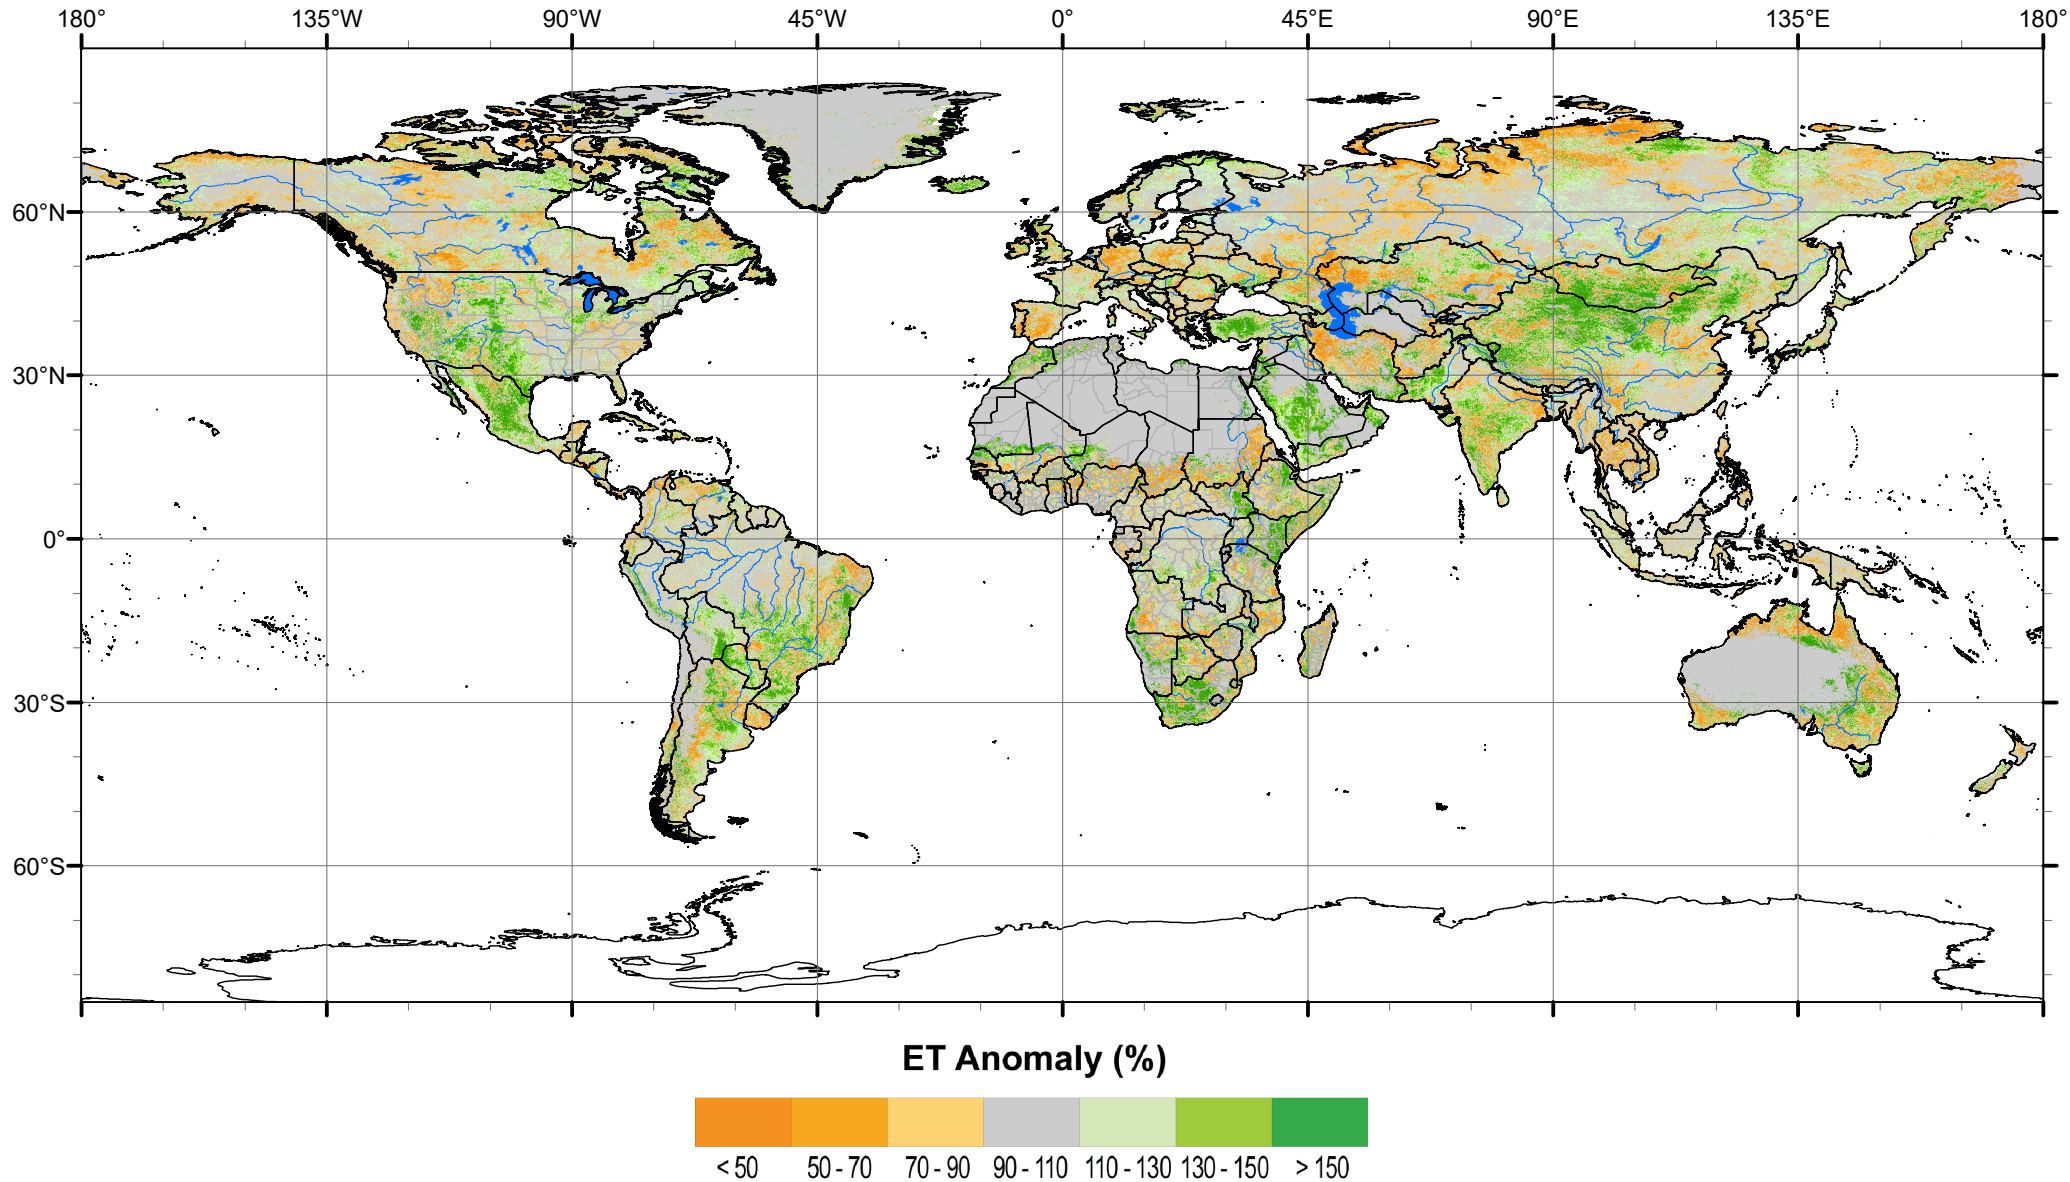 180° 135°W 90°W 45°W 0° 45°E 90°E 135°E 180°
60°N
30°N
0°
30°S
60°S
ET Anomaly (%)
< 50 50 - 70 70 - 90 90 - 110 110 - 130 130 - 150 > 150